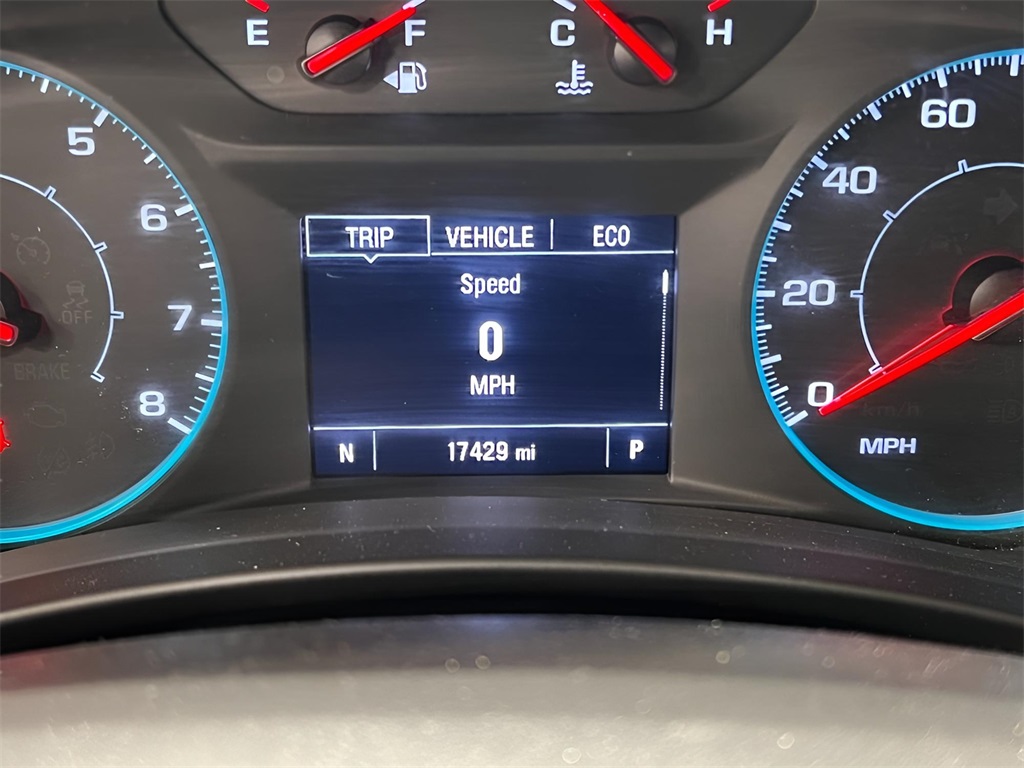 E F C H
5
6
7
8
OFF
BRAKE
TRIP VEHICLE ECO
Speed
0
MPH
N 17429 mi P
60
40
20
0
km/h
MPH